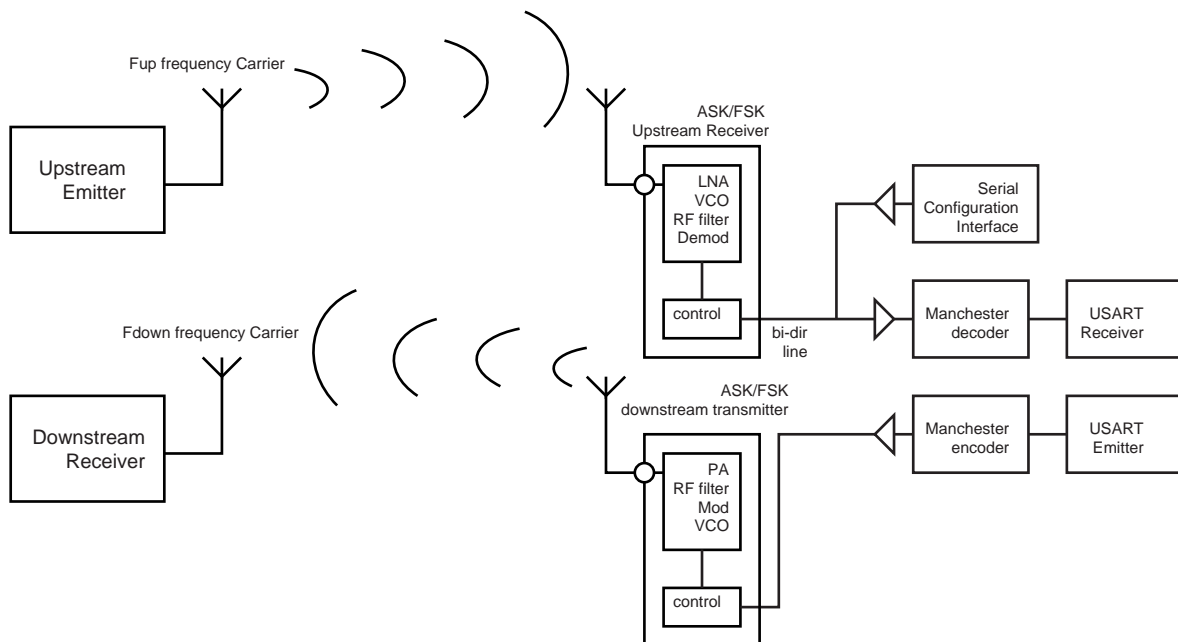 Fup frequency Carrier
Upstream
Emitter
ASK/FSK
Upstream Receiver
LNA
VCO
RF filter
Demod
control
bi-dir
line
Serial
Configuration
Interface
Manchester
decoder
USART
Receiver
Fdown frequency Carrier
Downstream
Receiver
ASK/FSK
downstream transmitter
PA
RF filter
Mod
VCO
control
Manchester
encoder
USART
Emitter